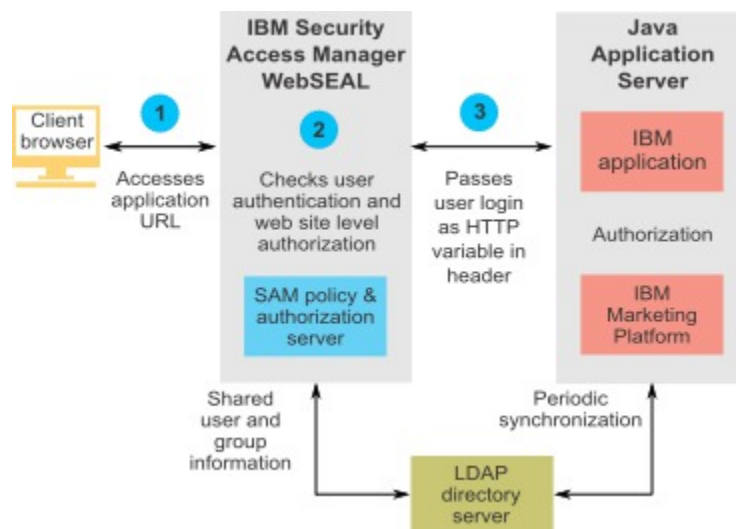 IBM Security
Access Manager
WebSEAL
Java
Application
Server
Client
browser
1
2
3
IBM
application
Accesses
application
URL
Checks user
authentication and
web site level
authorization
Passes
user login
as HTTP
variable in
header
Authorization
SAM policy &
authorization
server
IBM
Marketing
Platform
Shared
user and
group
information
Periodic
synchronization
LDAP
directory
server